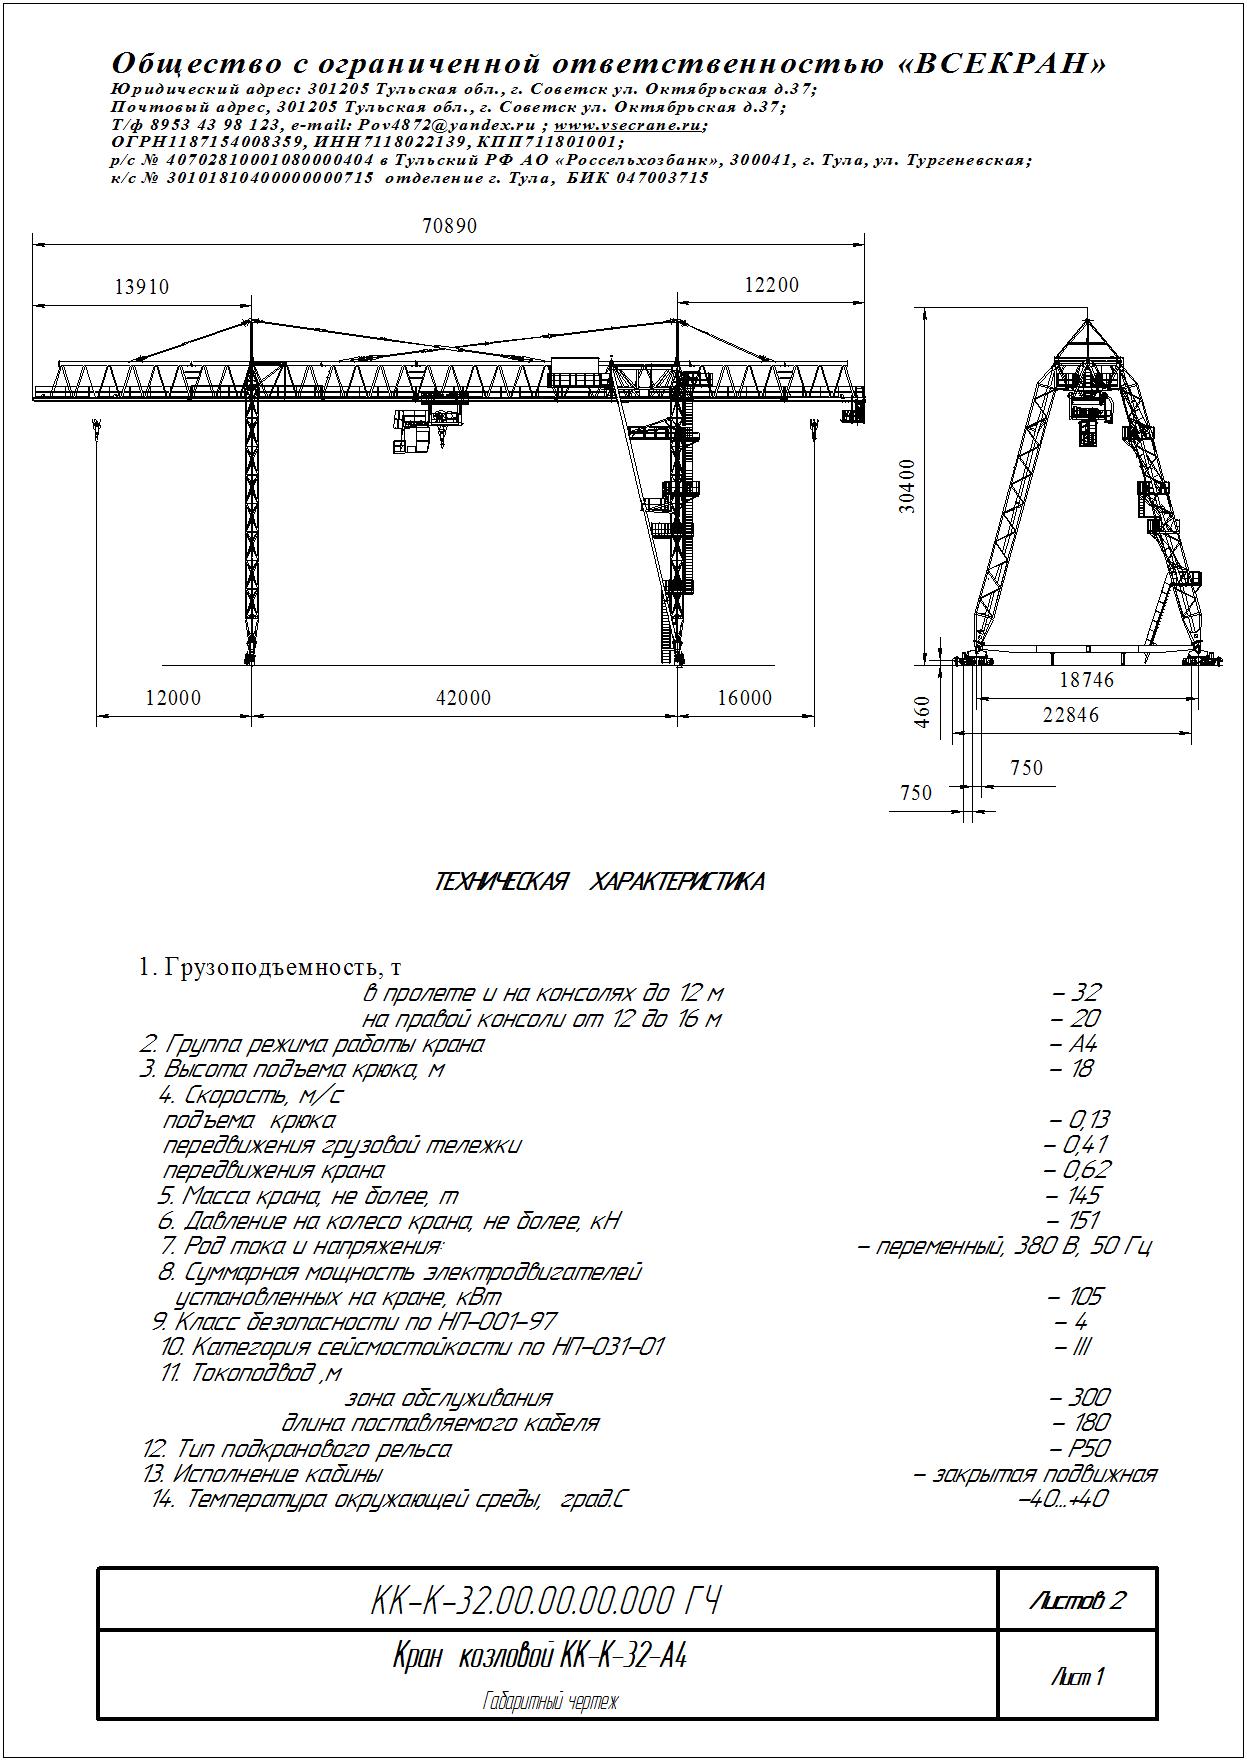 Общество с ограниченной ответственностью «ВСЕКРАН»
Юридический адрес: 301205 Тульская обл., г. Советск ул. Октябрьская д.37;
Почтовый адрес, 301205 Тульская обл., г. Советск ул. Октябрьская д.37;
Т/ф 8953 43 98 123, e-mail: Pov4872@yandex.ru ; www.vsecrane.ru;
ОГРН1187154008359, ИНН7118022139, КПП711801001;
р/с № 40702810001080000404 в Тульский РФ АО «Россельхозбанк», 300041, г. Тула, ул. Тургеневская;
к/с № 30101810400000000715 отделение г. Тула, БИК 047003715
70890
13910
12200
30400
12000
42000
16000
460
18746
22846
750
750
ТЕХНИЧЕСКАЯ ХАРАКТЕРИСТИКА
1. Грузоподъемность, т
в пролете и на консолях до 12 м – 32
на правой консоли от 12 до 16 м – 20
2. Группа режима работы крана – А4
3. Высота подъема крюка, м – 18
4. Скорость, м/с
подъема крюка – 0,13
передвижения грузовой тележки – 0,41
передвижения крана – 0,62
5. Масса крана, не более, т – 145
6. Давление на колесо крана, не более, кН – 151
7. Род тока и напряжения: – переменный, 380 В, 50 Гц
8. Суммарная мощность электродвигателей
установленных на кране, кВт – 105
9. Класс безопасности по НП-001-97 – 4
10. Категория сейсмостойкости по НП-031-01 – III
11. Токоподвод ,м
зона обслуживания – 300
длина поставляемого кабеля – 180
12. Тип подкранового рельса – Р50
13. Исполнение кабины – закрытая подвижная
14. Температура окружающей среды, град.С –40...+40
КК-К-32.00.00.00.000 ГЧ
Листов 2
Кран козловой КК-К-32-А4
Габаритный чертеж
Лист 1